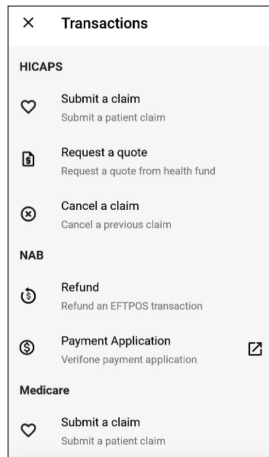 Transactions
HICAPS
Submit a claim
Submit a patient claim
Request a quote
Request a quote from health fund
Cancel a claim
Cancel a previous claim
NAB
Refund
Refund an EFTPOS transaction
Payment Application
Verifone payment application
Medicare
Submit a claim
Submit a patient claim